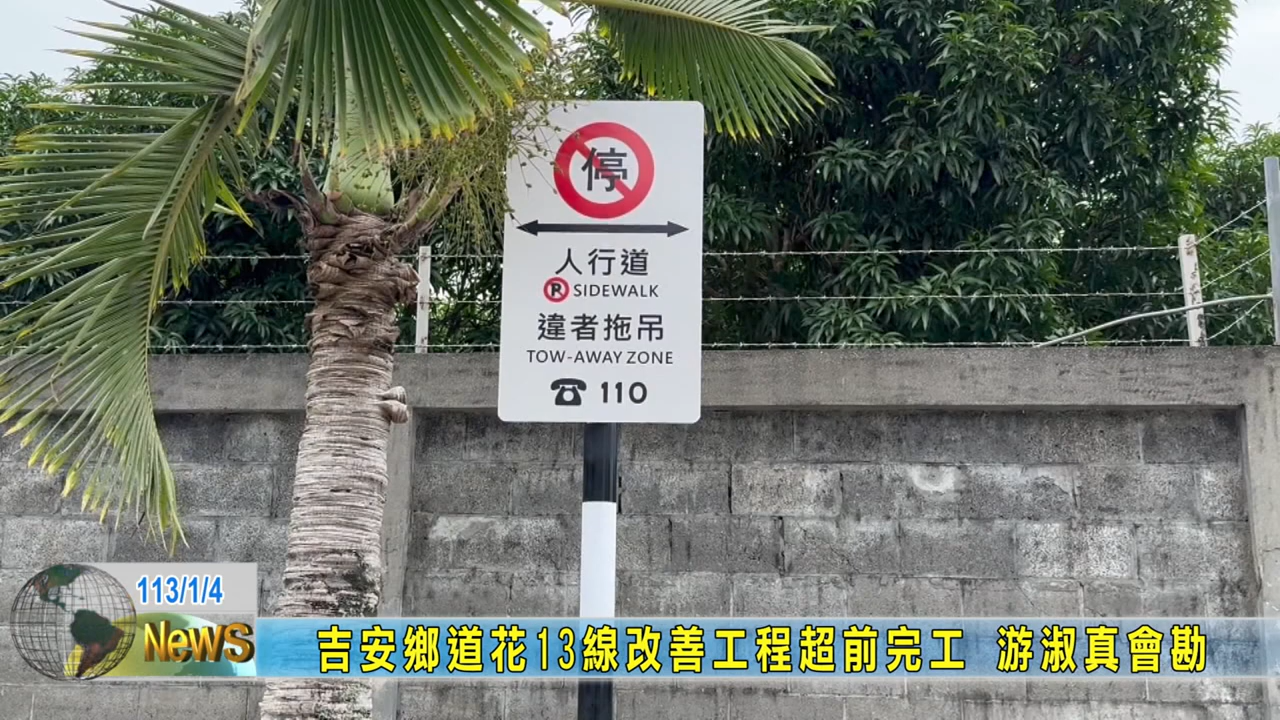 停
人行道
R SIDEWALK
違者拖吊
TOW-AWAY ZONE
110
113/1/4
NewS
吉安鄉道花13線改善工程超前完工 游淑真會勘